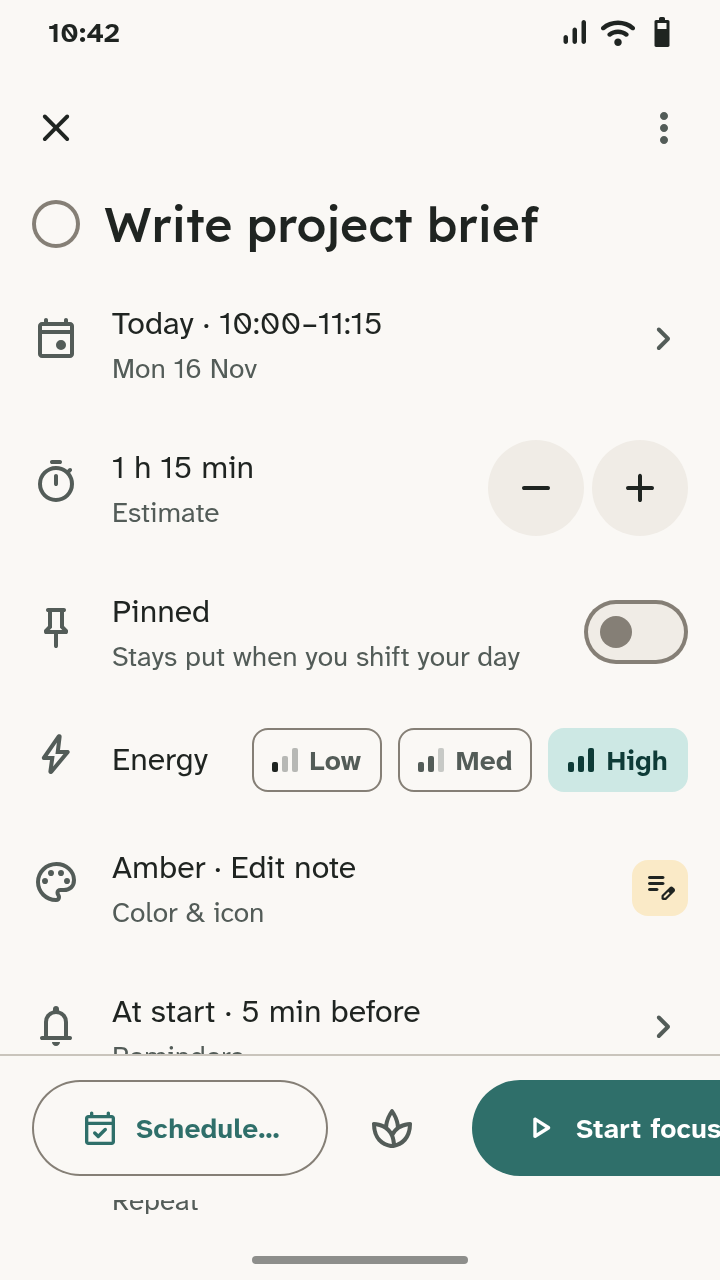 10:42
Write project brief
Today · 10:00–11:15
Mon 16 Nov
1 h 15 min
Estimate
Pinned
Stays put when you shift your day
Energy
Low
Med
High
Amber · Edit note
Color & icon
At start · 5 min before
Reminders
Schedule...
Start focus
Repeat